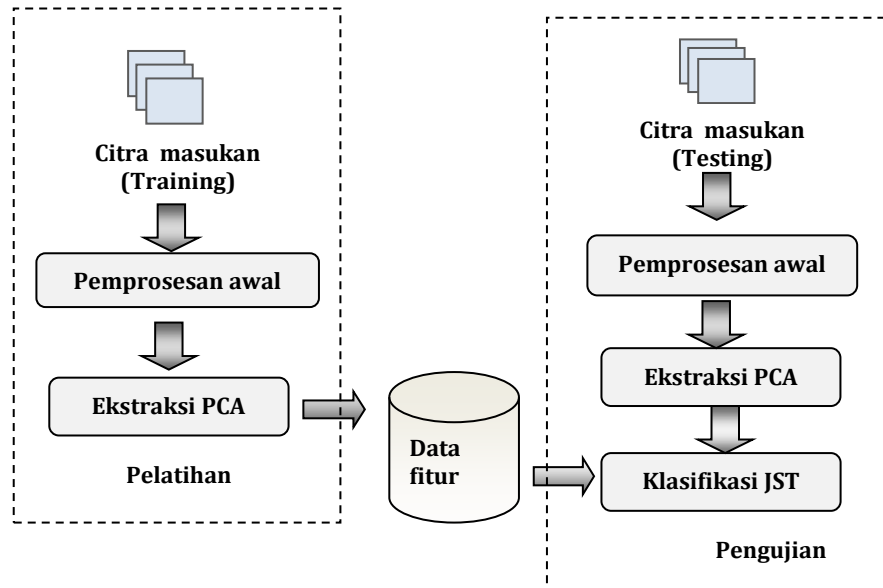 Citra masukan
(Training)
Pemprosesan awal
Ekstraksi PCA
Pelatihan
Data
fitur
Citra masukan
(Testing)
Pemprosesan awal
Ekstraksi PCA
Klasifikasi JST
Pengujian